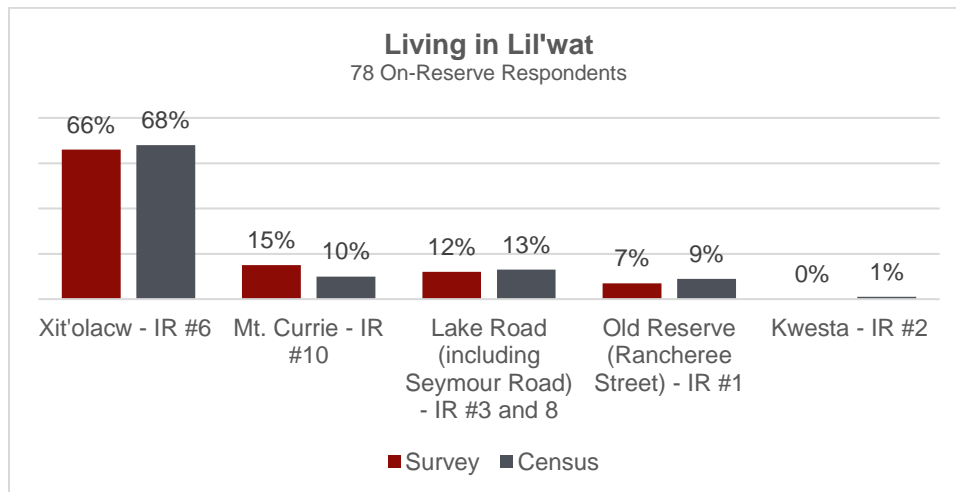 Living in Lil'wat
78 On-Reserve Respondents
66% 68%
15% 10%
12% 13%
7% 9%
0% 1%
Xit'olacw - IR #6
Mt. Currie - IR
#10
Lake Road
(including
Seymour Road)
- IR #3 and 8
Old Reserve
(Rancheree
Street) - IR #1
Kwesta - IR #2
Survey Census